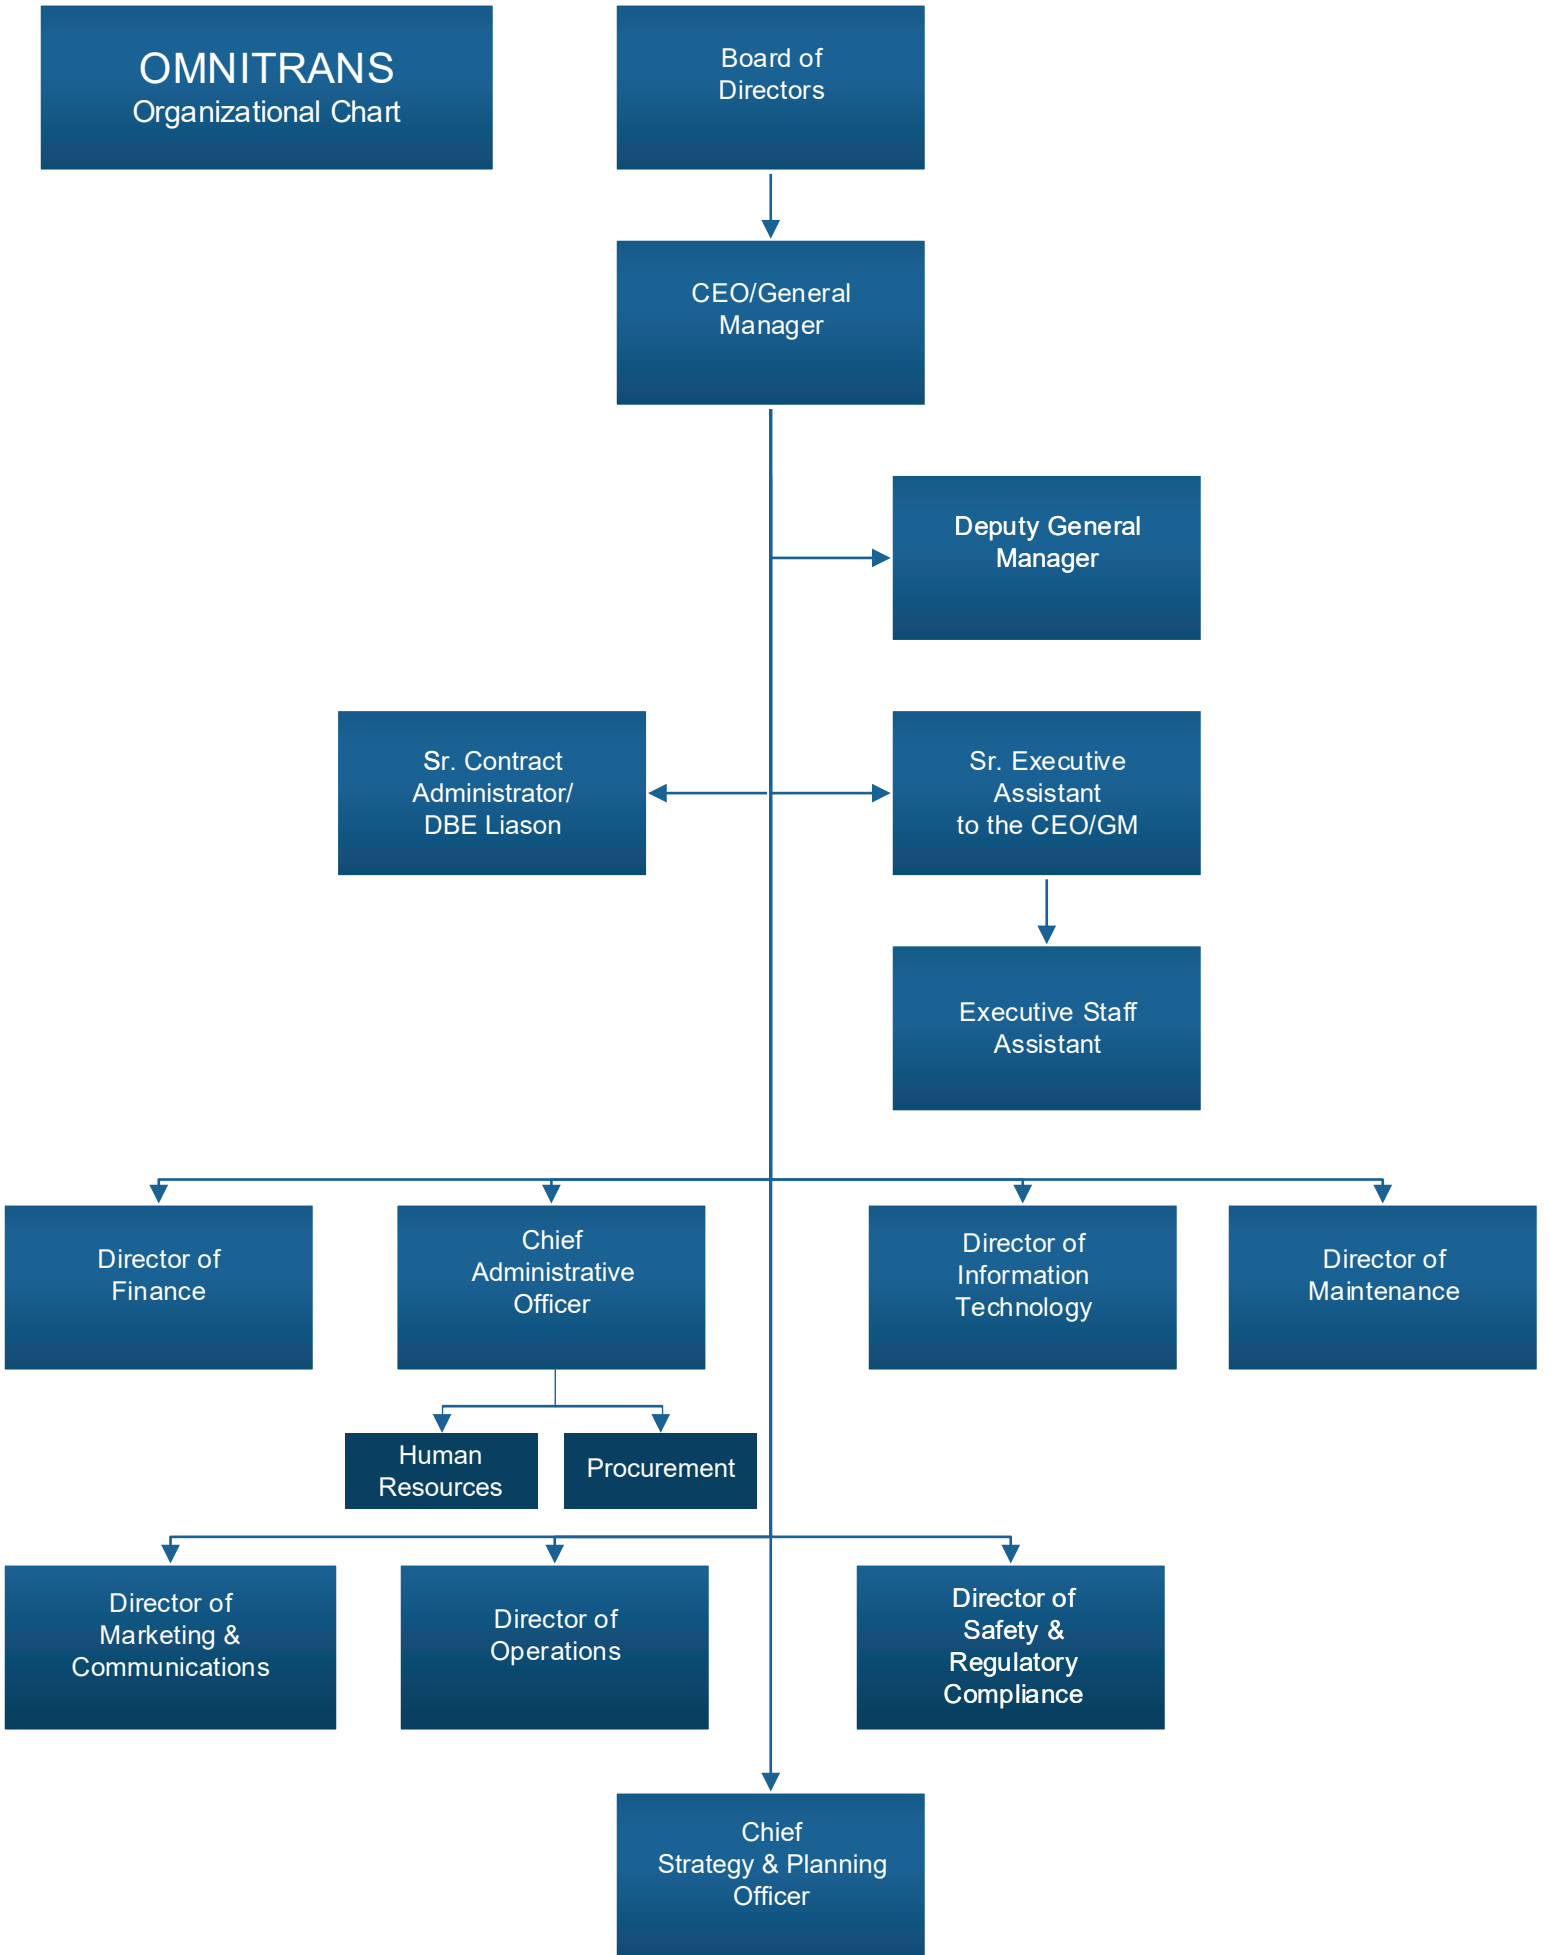 OMNITRANS
Organizational Chart
Board of
Directors
CEO/General
Manager
Deputy General
Manager
Sr. Contract
Administrator/
DBE Liason
Sr. Executive
Assistant
to the CEO/GM
Executive Staff
Assistant
Director of
Finance
Chief
Administrative
Officer
Director of
Information
Technology
Director of
Maintenance
Human
Resources
Procurement
Director of
Marketing &
Communications
Director of
Operations
Director of
Safety &
Regulatory
Compliance
Chief
Strategy & Planning
Officer